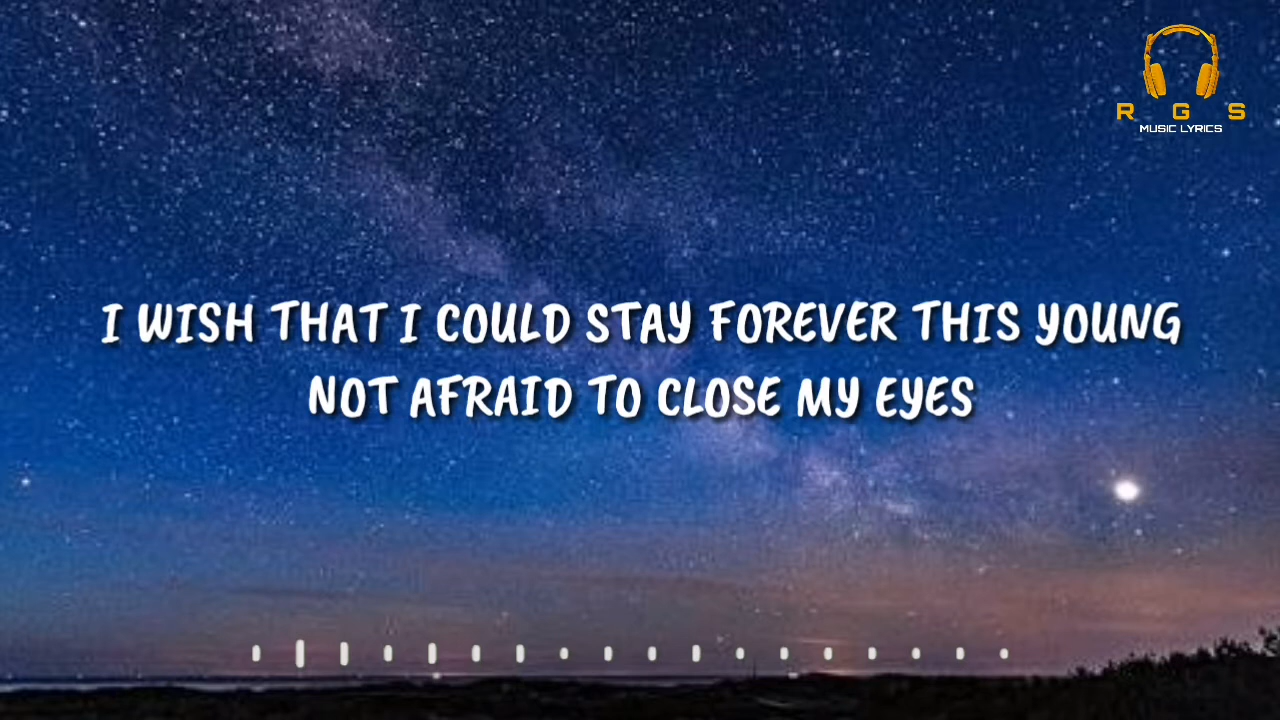 R G S
MUSIC LYRICS
I WISH THAT I COULD STAY FOREVER THIS YOUNG
NOT AFRAID TO CLOSE MY EYES